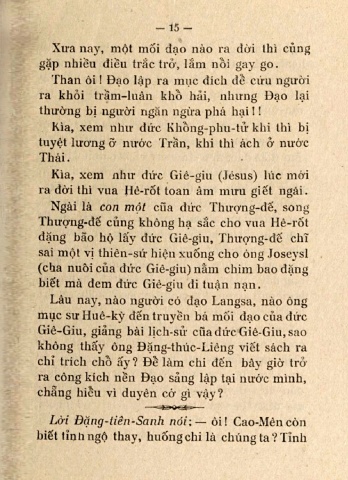 — 15 —
Xưa nay, một mối đạo nào ra đời thì cũng
gặp nhiều điều trắc trở, lắm nỗi gay go.
Than ôi ! Đạo lập ra mục đích để cứu người
ra khỏi trầm-luân khổ hải, nhưng Đạo lại
thường bị người ngăn ngừa phá hại ! !
Kìa, xem như đức Khổng-phu-tử khi thì bị
tuyệt lương ở nước Trần, khi thì ách ở nước
Thái.
Kìa, xem như đức Giê-giu (Jésus) lúc mới
ra đời thì vua Hê-rốt toan âm mưu giết ngài.
Ngài là con một của đức Thượng-đế, song
Thượng-đế cũng không hạ sắc cho vua Hê-rốt
đặng bảo hộ lấy đức Giê-giu, Thượng-đế chỉ
sai một vị thiên-sứ hiện xuống cho ông Joseysl
(cha nuôi của đức Giê-giu) nằm chim bao đặng
biết mà đem đức Giê-giu đi tuận nạn.
Lâu nay, nào người có đạo Langsa, nào ông
mục sư Huê-kỳ đến truyền bá mối đạo của đức
Giê-Giu, giảng bài lịch-sử của đức Giê-Giu, sao
không thấy ông Đặng-thúc-Liêng viết sách ra
chỉ trích chỗ ấy ? Để làm chi đến bây giờ trở
ra công kích nền Đạo sáng lập tại nước mình,
chẳng hiểu vì duyên cớ gì vậy ?
Lời Đặng-tiên-Sanh nói : — ôi ! Cao-Mên còn
biết tỉnh ngộ thay, huống chi là chúng ta ? Tỉnh